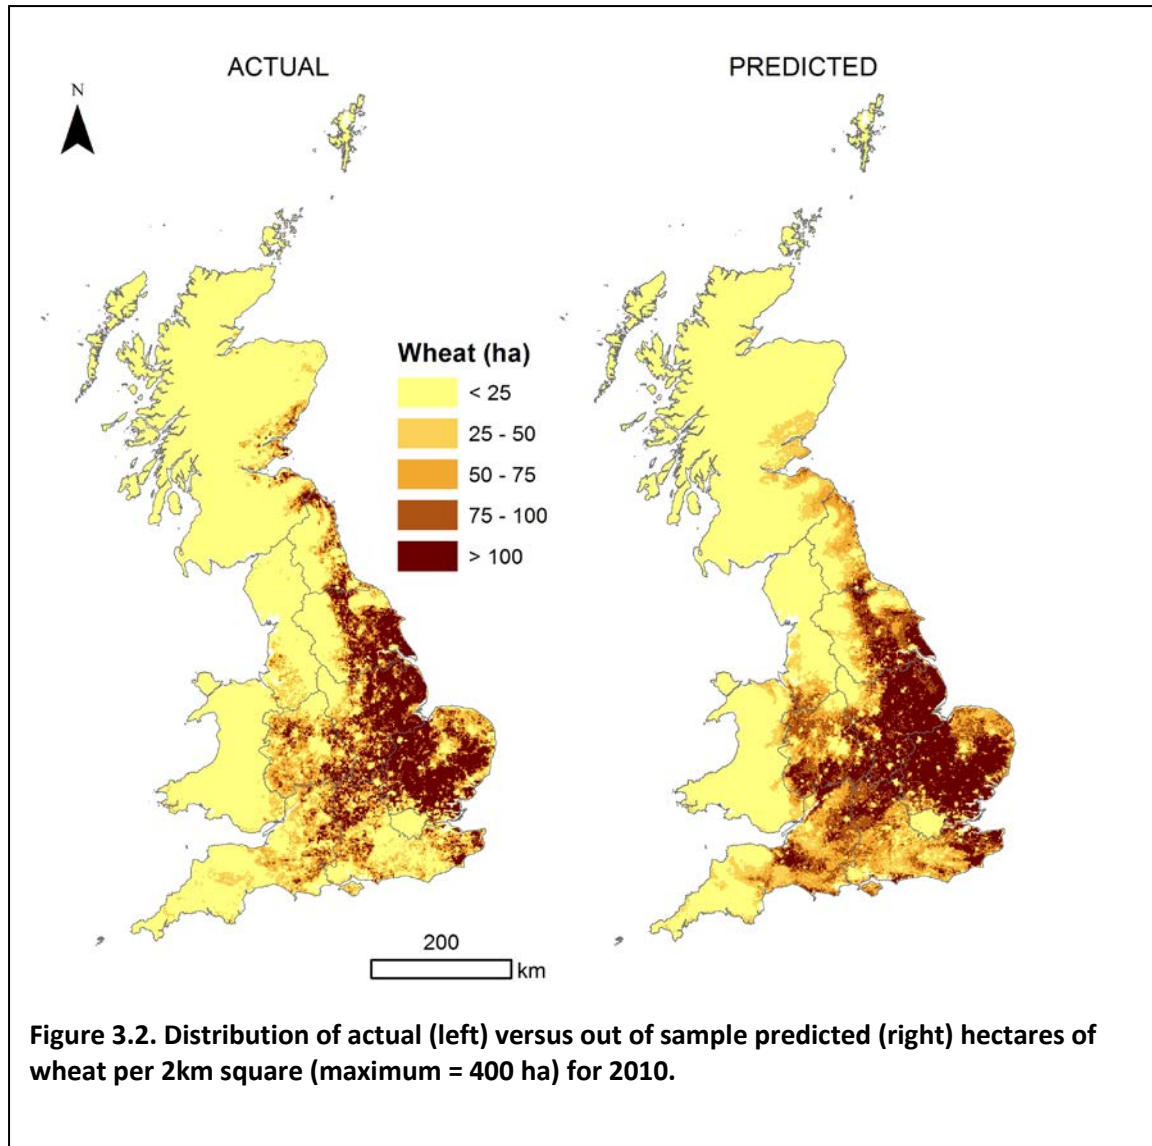 ACTUAL
PREDICTED
N
Wheat (ha)
< 25
25 - 50
50 - 75
75 - 100
> 100
200
km
Figure 3.2. Distribution of actual (left) versus out of sample predicted (right) hectares of
wheat per 2km square (maximum = 400 ha) for 2010.